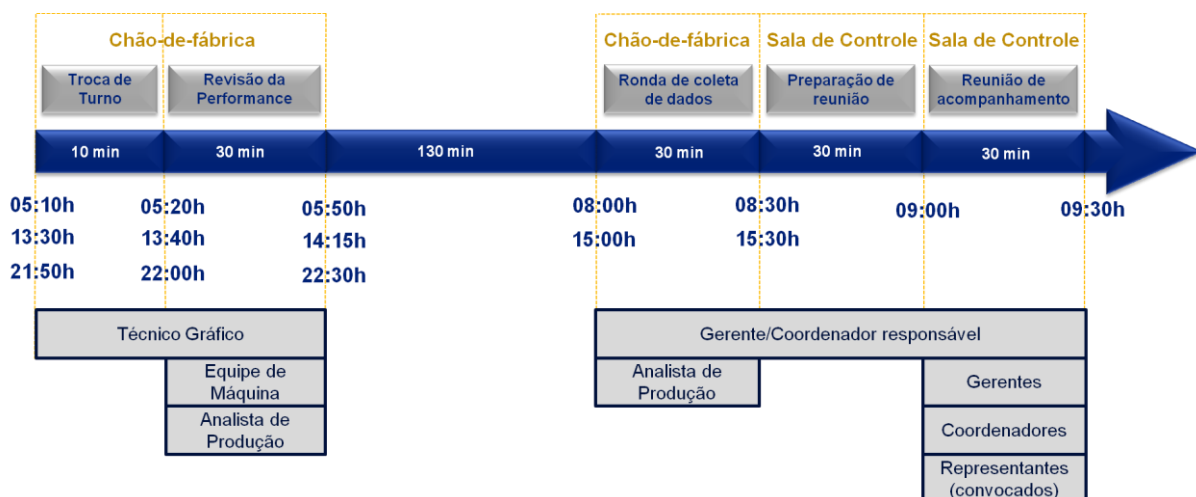 Chão-de-fábrica
Chão-de-fábrica
Sala de Controle
Sala de Controle
Troca de
Turno
Revisão da
Performance
Ronda de coleta
de dados
Preparação de
reunião
Reunião de
acompanhamento
10 min
30 min
130 min
30 min
30 min
30 min
05:10h
05:20h
05:50h
08:00h
08:30h
09:00h
09:30h
13:30h
13:40h
14:15h
15:00h
15:30h
21:50h
22:00h
22:30h
Técnico Gráfico
Equipe de
Máquina
Analista de
Produção
Gerente/Coordenador responsável
Analista de
Produção
Gerentes
Coordenadores
Representantes
(convocados)